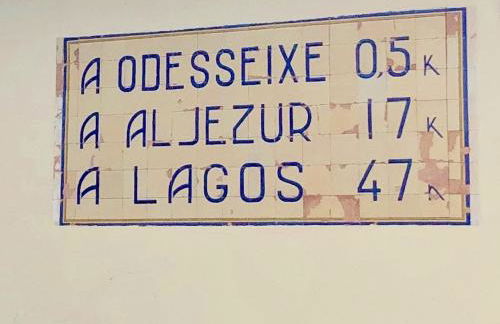 A ODESSEIXE 0,5 K
A ALJEZUR 17 K
A LAGOS 47 K